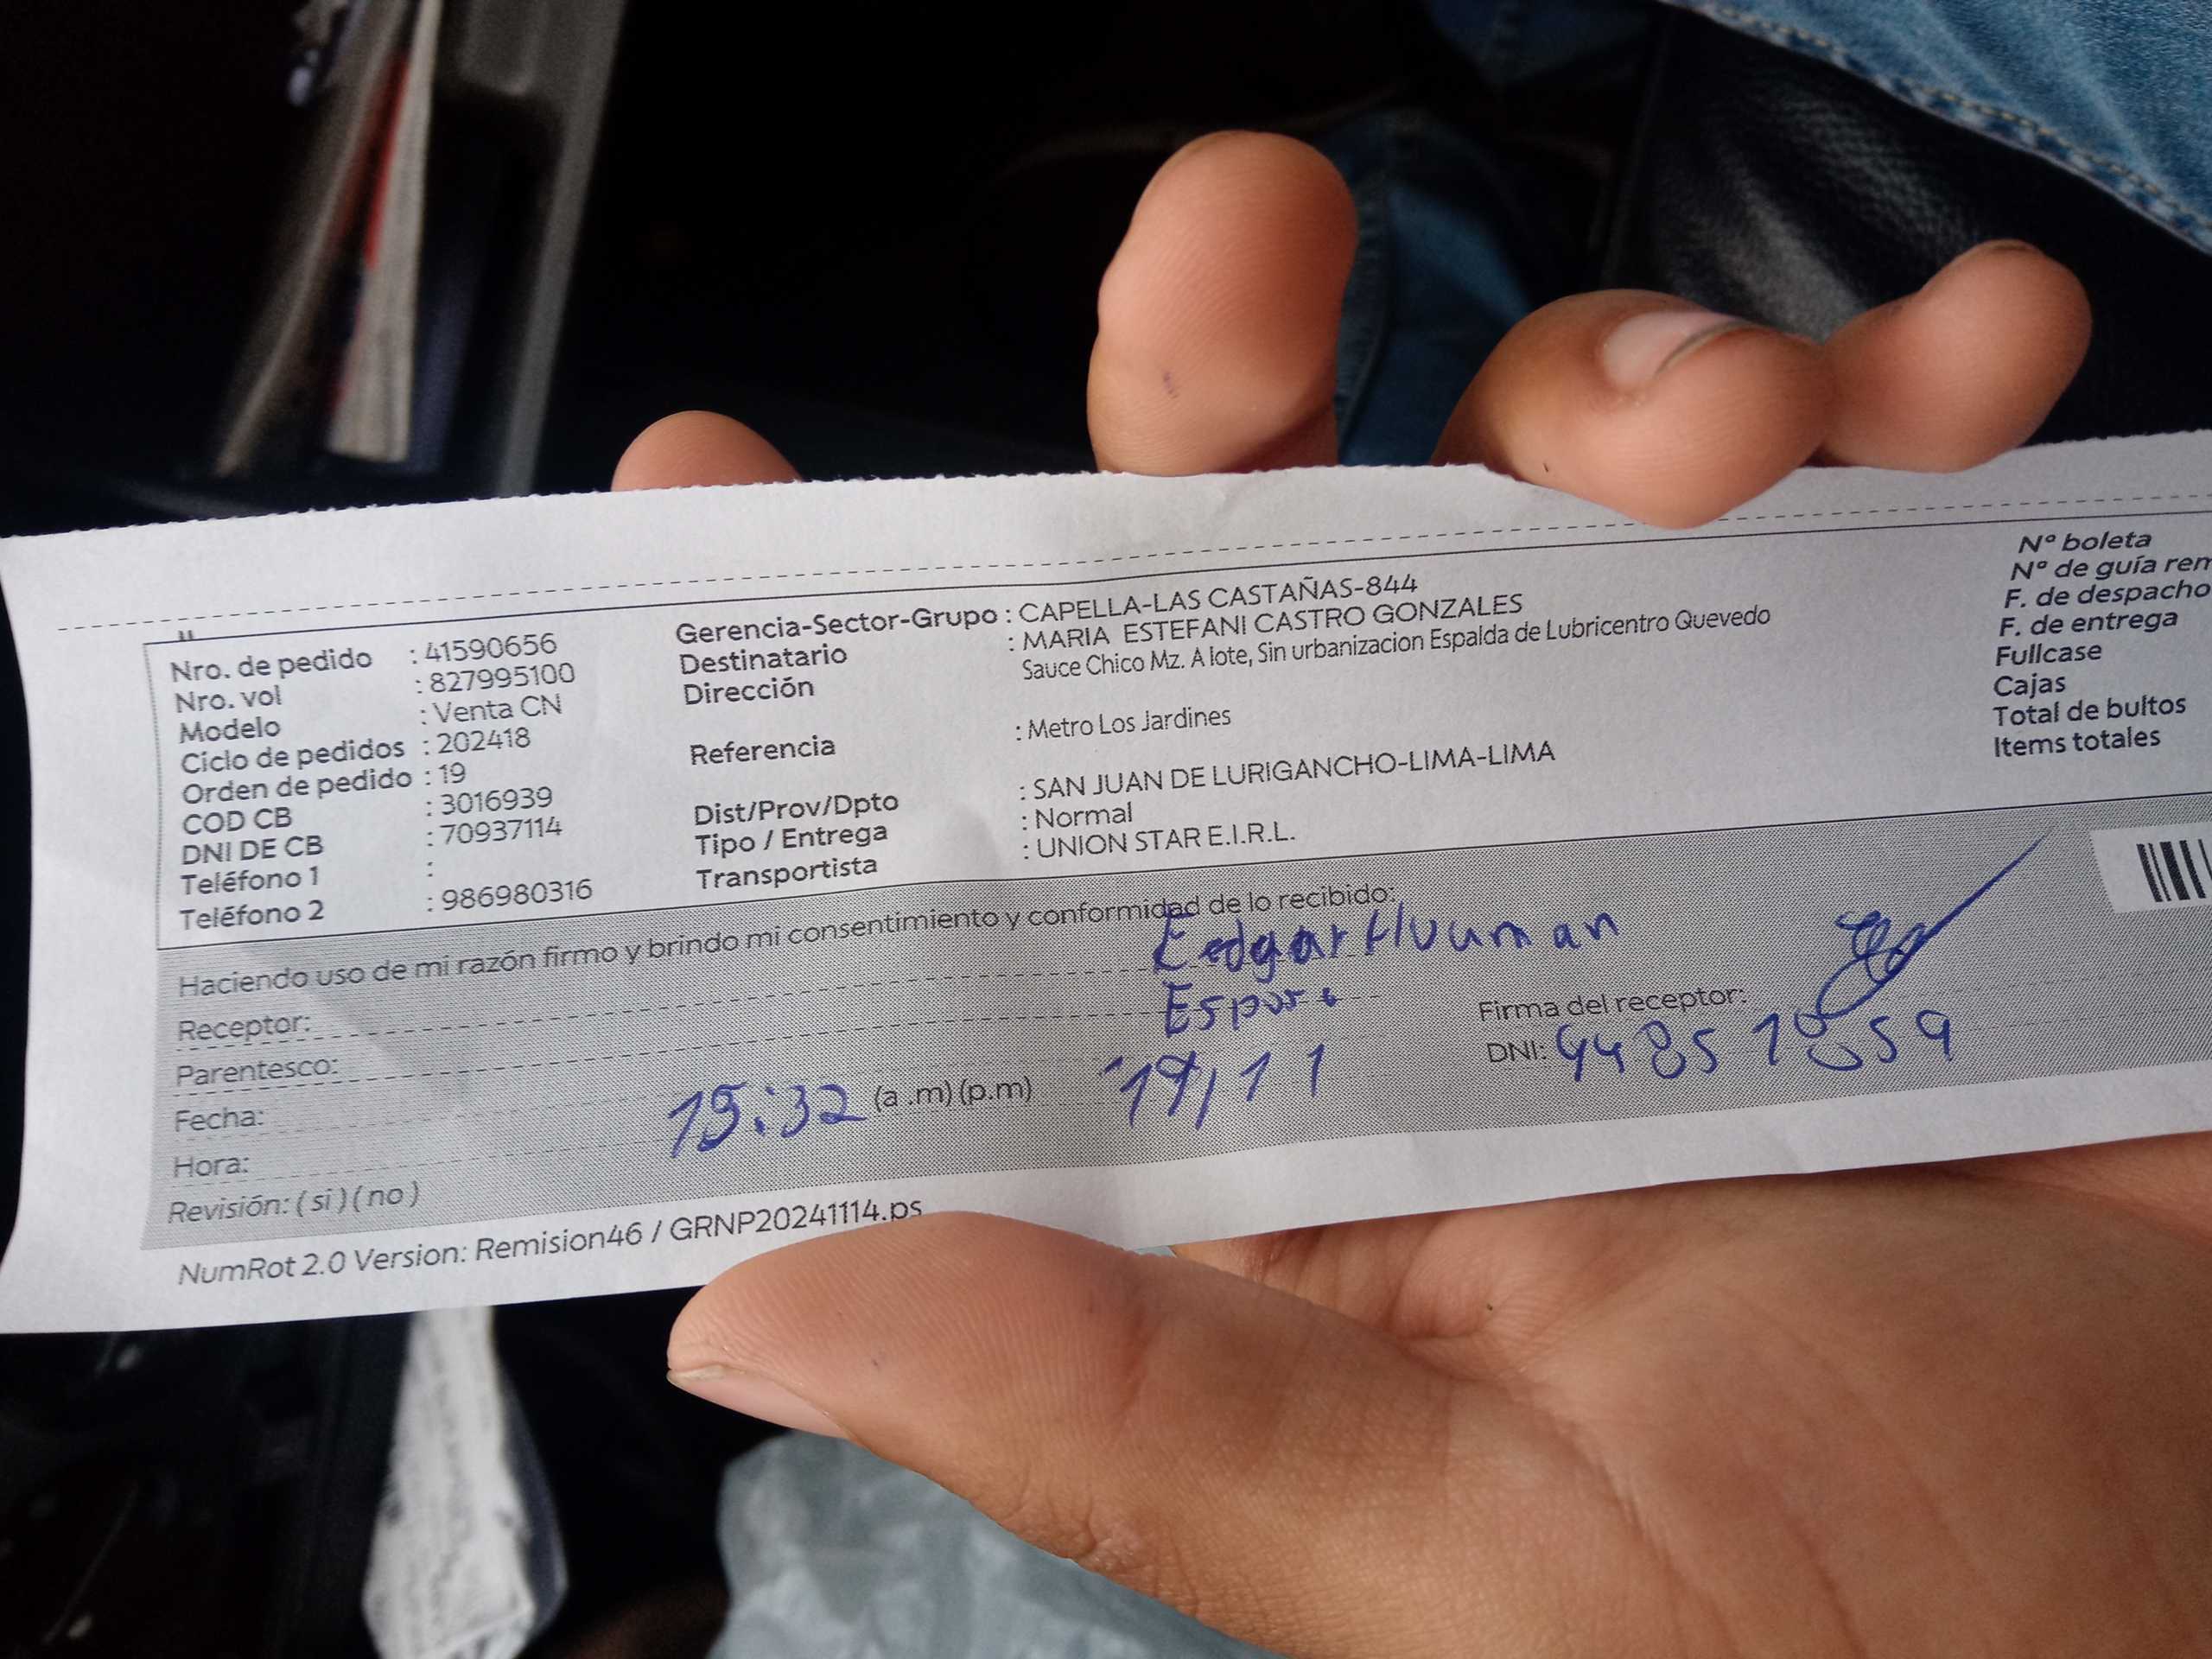 Nro. de pedido : 41590656
Nro. vol : 827995100
Modelo : Venta CN
Ciclo de pedidos : 202418
Orden de pedido : 19
COD CB : 3016939
DNI DE CB : 70937114
Teléfono 1 :
Teléfono 2 : 986980316
Gerencia-Sector-Grupo : CAPELLA-LAS CASTAÑAS-844
Destinatario : MARIA ESTEFANI CASTRO GONZALES
Dirección Sauce Chico Mz. A lote, Sin urbanizacion Espalda de Lubricentro Quevedo
Referencia : Metro Los Jardines
Dist/Prov/Dpto : SAN JUAN DE LURIGANCHO-LIMA-LIMA
Tipo / Entrega : Normal
Transportista : UNION STAR E.I.R.L.
N° boleta
N° de guía rem
F. de despacho
F. de entrega
Fullcase
Cajas
Total de bultos
Items totales
Haciendo uso de mi razón firmo y brindo mi consentimiento y conformidad de lo recibido:
Receptor: Edgar Huaman
Parentesco: Esposo
Firma del receptor:
DNI:
Fecha: 19/11
Hora: 15:32 (a .m) (p.m)
Revisión: ( si ) ( no )
NumRot 2.0 Version: Remision46 / GRNP20241114.ps